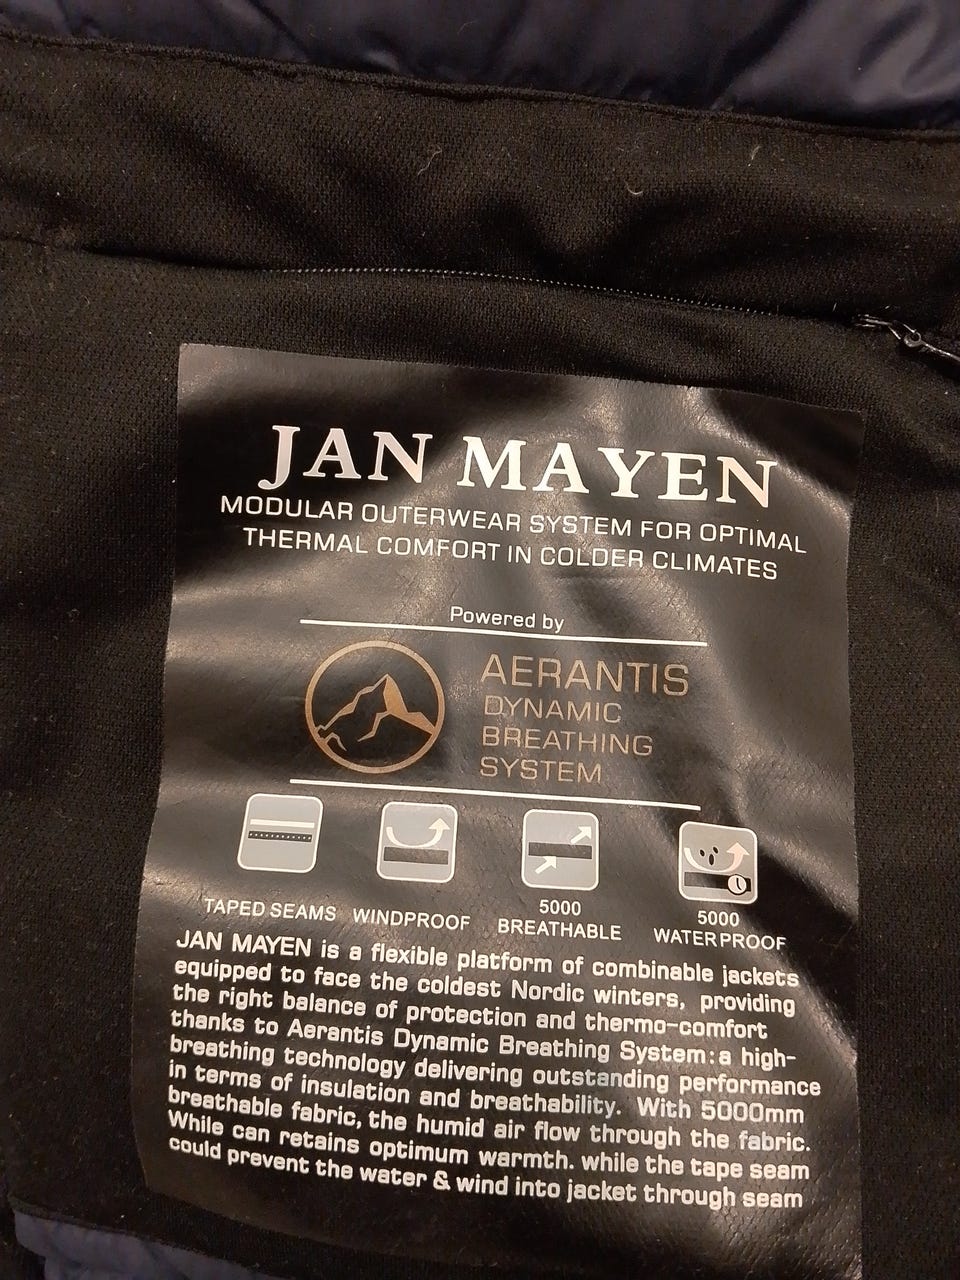 JAN MAYEN
MODULAR OUTERWEAR SYSTEM FOR OPTIMAL
THERMAL COMFORT IN COLDER CLIMATES
Powered by
AERANTIS
DYNAMIC
BREATHING
SYSTEM
TAPED SEAMS
WINDPROOF
5000
BREATHABLE
5000
WATERPROOF
JAN MAYEN is a flexible platform of combinable jackets
equipped to face the coldest Nordic winters, providing
the right balance of protection and thermo-comfort
thanks to Aerantis Dynamic Breathing System: a high-
breathing technology delivering outstanding performance
in terms of insulation and breathability. With 5000mm
breathable fabric, the humid air flow through the fabric.
While can retains optimum warmth. while the tape seam
could prevent the water & wind into jacket through seam